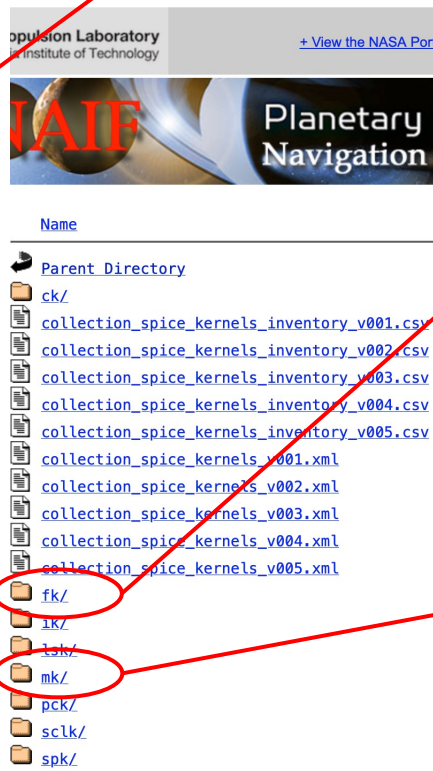 opulsion Laboratory
ia Institute of Technology
+ View the NASA Por
NAIF
Planetary
Navigation
Name
Parent Directory
ck/
collection_spice_kernels_inventory_v001.csv
collection_spice_kernels_inventory_v002.csv
collection_spice_kernels_inventory_v003.csv
collection_spice_kernels_inventory_v004.csv
collection_spice_kernels_inventory_v005.csv
collection_spice_kernels_v001.xml
collection_spice_kernels_v002.xml
collection_spice_kernels_v003.xml
collection_spice_kernels_v004.xml
collection_spice_kernels_v005.xml
fk/
ik/
lsk/
mk/
pck/
sclk/
spk/